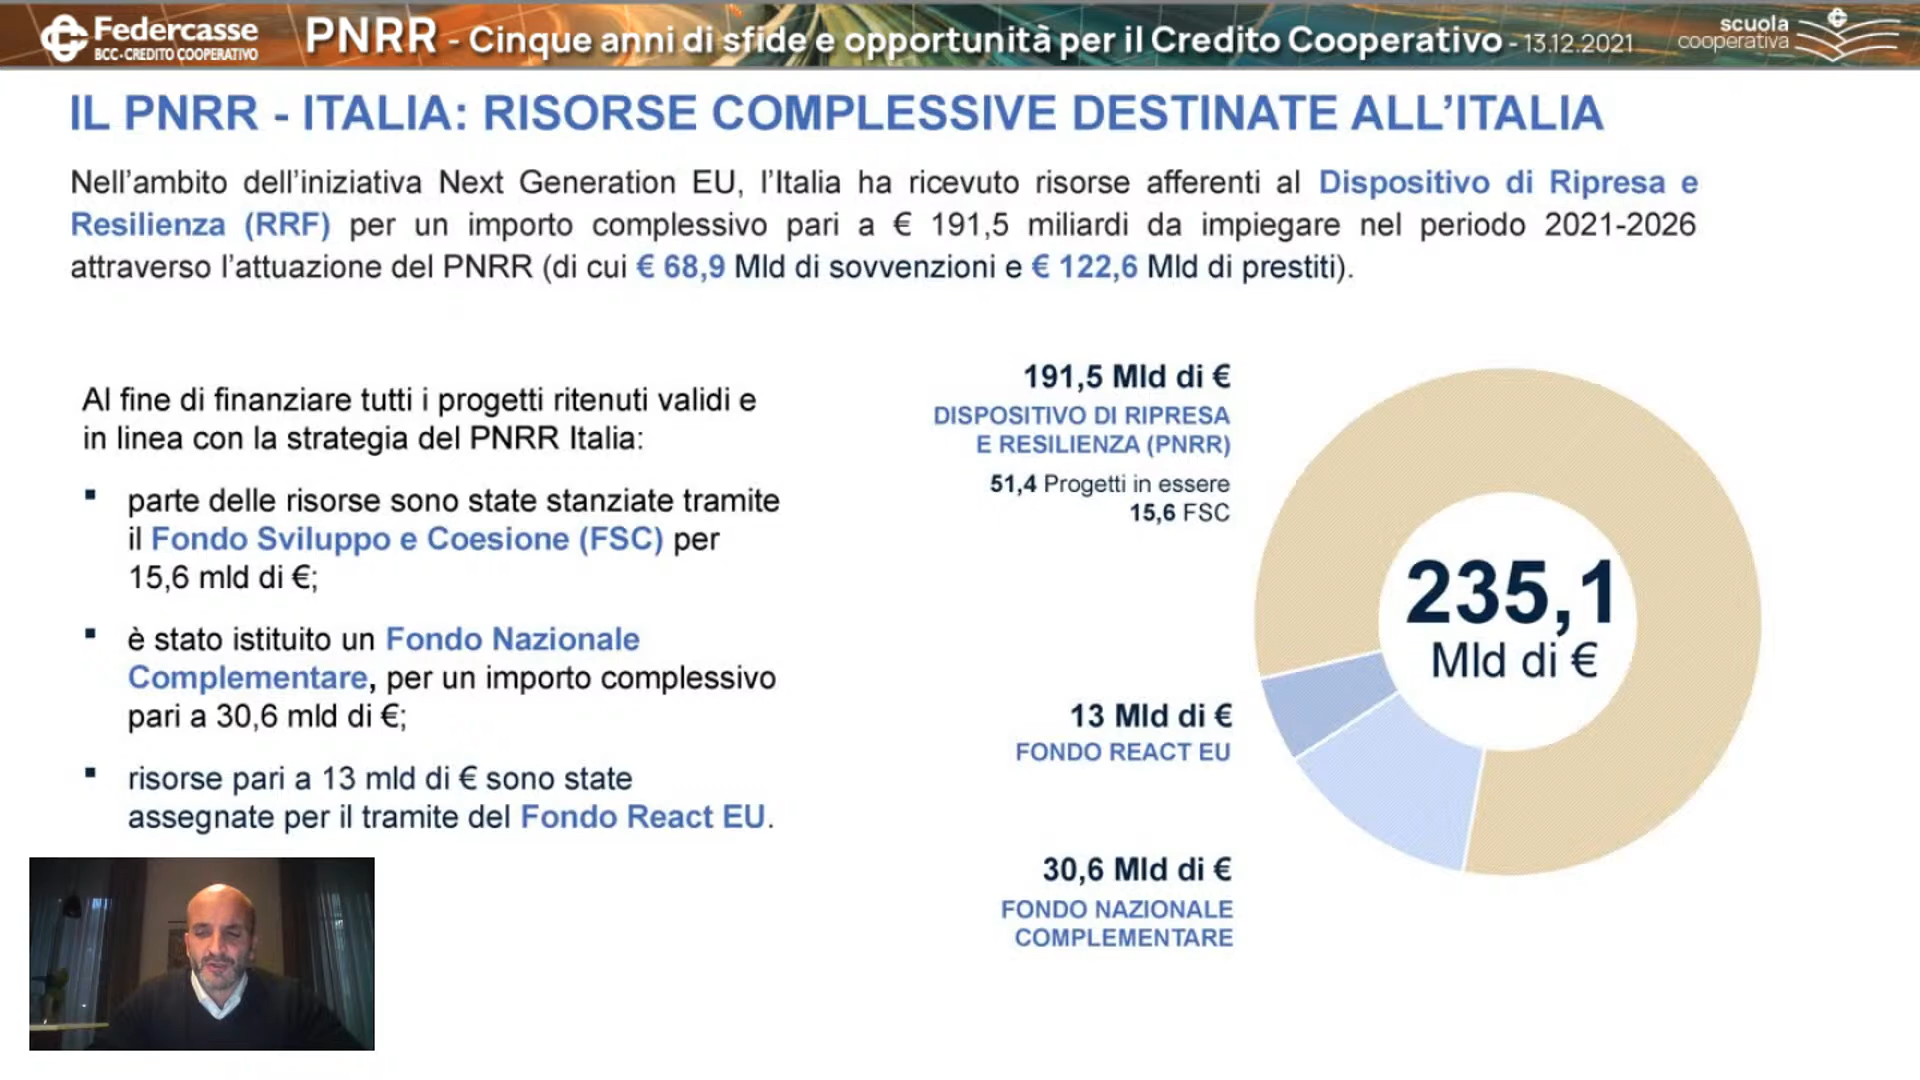 Federcasse
BCC-CREDITO COOPERATIVO
PNRR - Cinque anni di sfide e opportunità per il Credito Cooperativo - 13.12.2021
scuola
cooperativa
IL PNRR - ITALIA: RISORSE COMPLESSIVE DESTINATE ALL’ITALIA
Nell’ambito dell’iniziativa Next Generation EU, l’Italia ha ricevuto risorse afferenti al Dispositivo di Ripresa e
Resilienza (RRF) per un importo complessivo pari a € 191,5 miliardi da impiegare nel periodo 2021-2026
attraverso l’attuazione del PNRR (di cui € 68,9 Mld di sovvenzioni e € 122,6 Mld di prestiti).
Al fine di finanziare tutti i progetti ritenuti validi e
in linea con la strategia del PNRR Italia:
▪ parte delle risorse sono state stanziate tramite
il Fondo Sviluppo e Coesione (FSC) per
15,6 mld di €;
▪ è stato istituito un Fondo Nazionale
Complementare, per un importo complessivo
pari a 30,6 mld di €;
▪ risorse pari a 13 mld di € sono state
assegnate per il tramite del Fondo React EU.
191,5 Mld di €
DISPOSITIVO DI RIPRESA
E RESILIENZA (PNRR)
51,4 Progetti in essere
15,6 FSC
13 Mld di €
FONDO REACT EU
30,6 Mld di €
FONDO NAZIONALE
COMPLEMENTARE
235,1
Mld di €